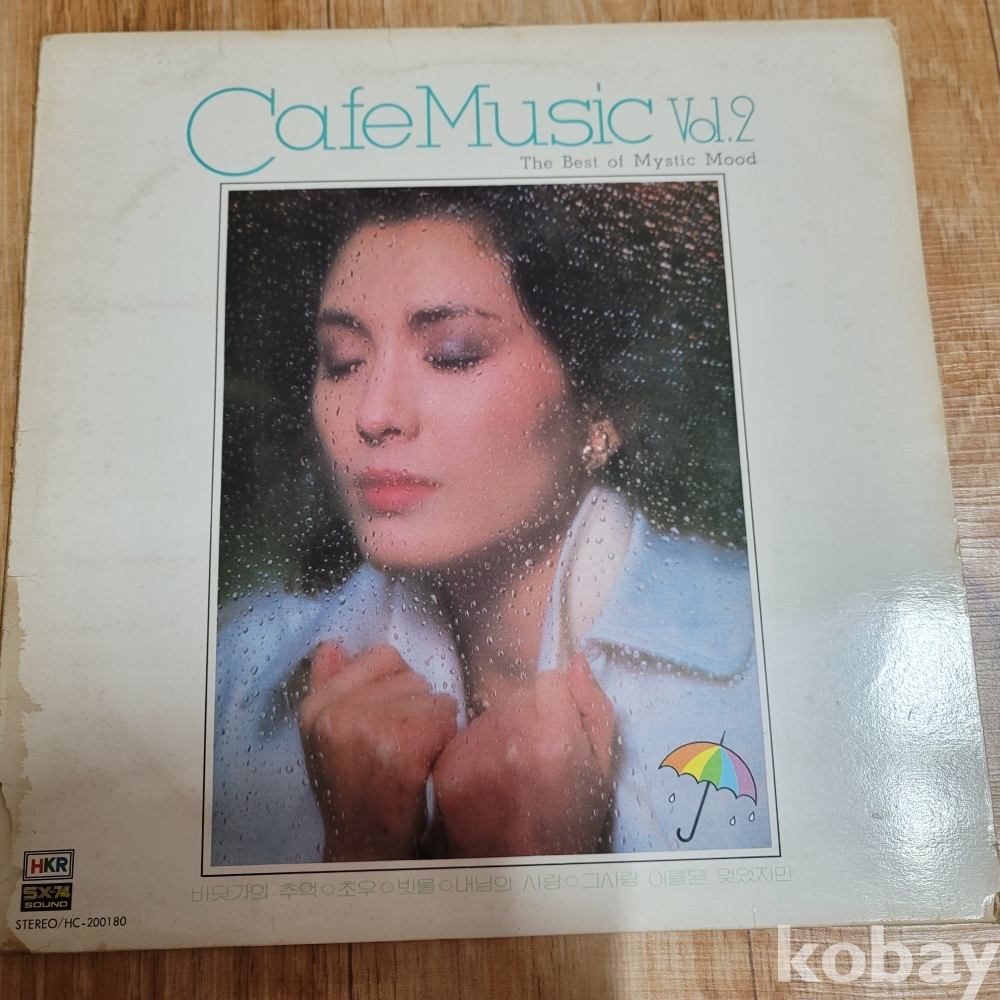 Cafe Music Vol.2
The Best of Mystic Mood
바닷가의 추억○초우○빗물○내님의 사랑○그사람 이름은 잊었지만
HKR
SX-74
SOUND
STEREO/HC-200180
kobay